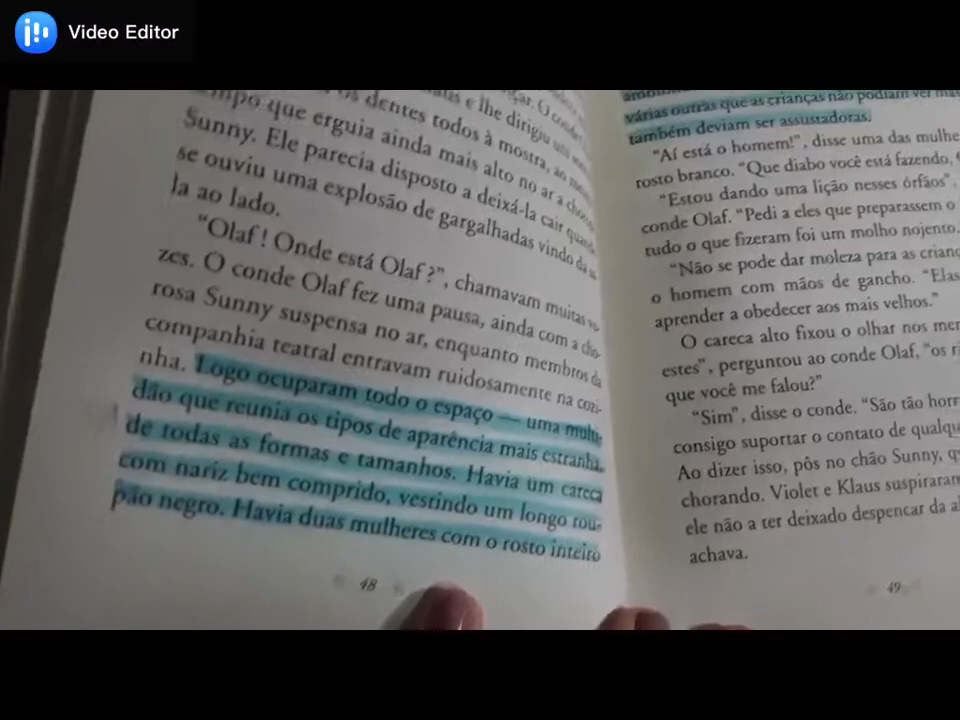 Video Editor
os dentes todos à mostra, ao
tempo que erguia ainda mais alto no ar a chorosa
Sunny. Ele parecia disposto a deixá-la cair quando
se ouviu uma explosão de gargalhadas vindo da
la ao lado.
“Olaf! Onde está Olaf?”, chamavam muitas vo-
zes. O conde Olaf fez uma pausa, ainda com a cho-
rosa Sunny suspensa no ar, enquanto membros da
companhia teatral entravam ruidosamente na cozi-
nha. Logo ocuparam todo o espaço — uma multi-
dão que reunia os tipos de aparência mais estranha,
de todas as formas e tamanhos. Havia um careca
com nariz bem comprido, vestindo um longo rou-
pão negro. Havia duas mulheres com o rosto inteiro
48
várias outras que as crianças não podiam ver mas
também deviam ser assustadoras.
“Aí está o homem!”, disse uma das
rosto branco. “Que diabo você está fazendo,
“Estou dando uma lição nesses órfãos”,
conde Olaf. “Pedi a eles que preparassem o
tudo o que fizeram foi um molho nojento.
“Não se pode dar moleza para as
o homem com mãos de gancho. “Elas
aprender a obedecer aos mais velhos.”
O careca alto fixou o olhar nos
estes”, perguntou ao conde Olaf, “os
que você me falou?”
“Sim”, disse o conde. “São tão
consigo suportar o contato de
Ao dizer isso, pôs no chão Sunny,
chorando. Violet e Klaus
ele não a ter deixado despencar da
achava.
49